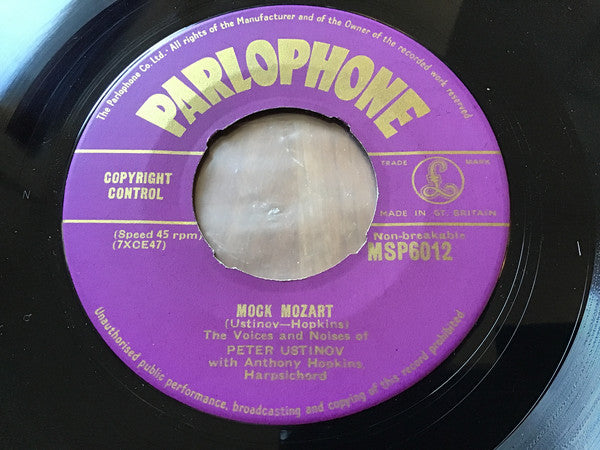 The Parlophone Co. Ltd.· All rights of the Manufacturer and of the Owner of the recorded work reserved.
PARLOPHONE
COPYRIGHT
CONTROL
TRADE MARK
£
MADE IN GT. BRITAIN
(Speed 45 rpm)
(7XCE47)
Non-breakable
MSP6012
MOCK MOZART
(Ustinov—Hopkins)
The Voices and Noises of
PETER USTINOV
with Anthony Hopkins,
Harpsichord
Unauthorised public performance, broadcasting and copying of this record prohibited